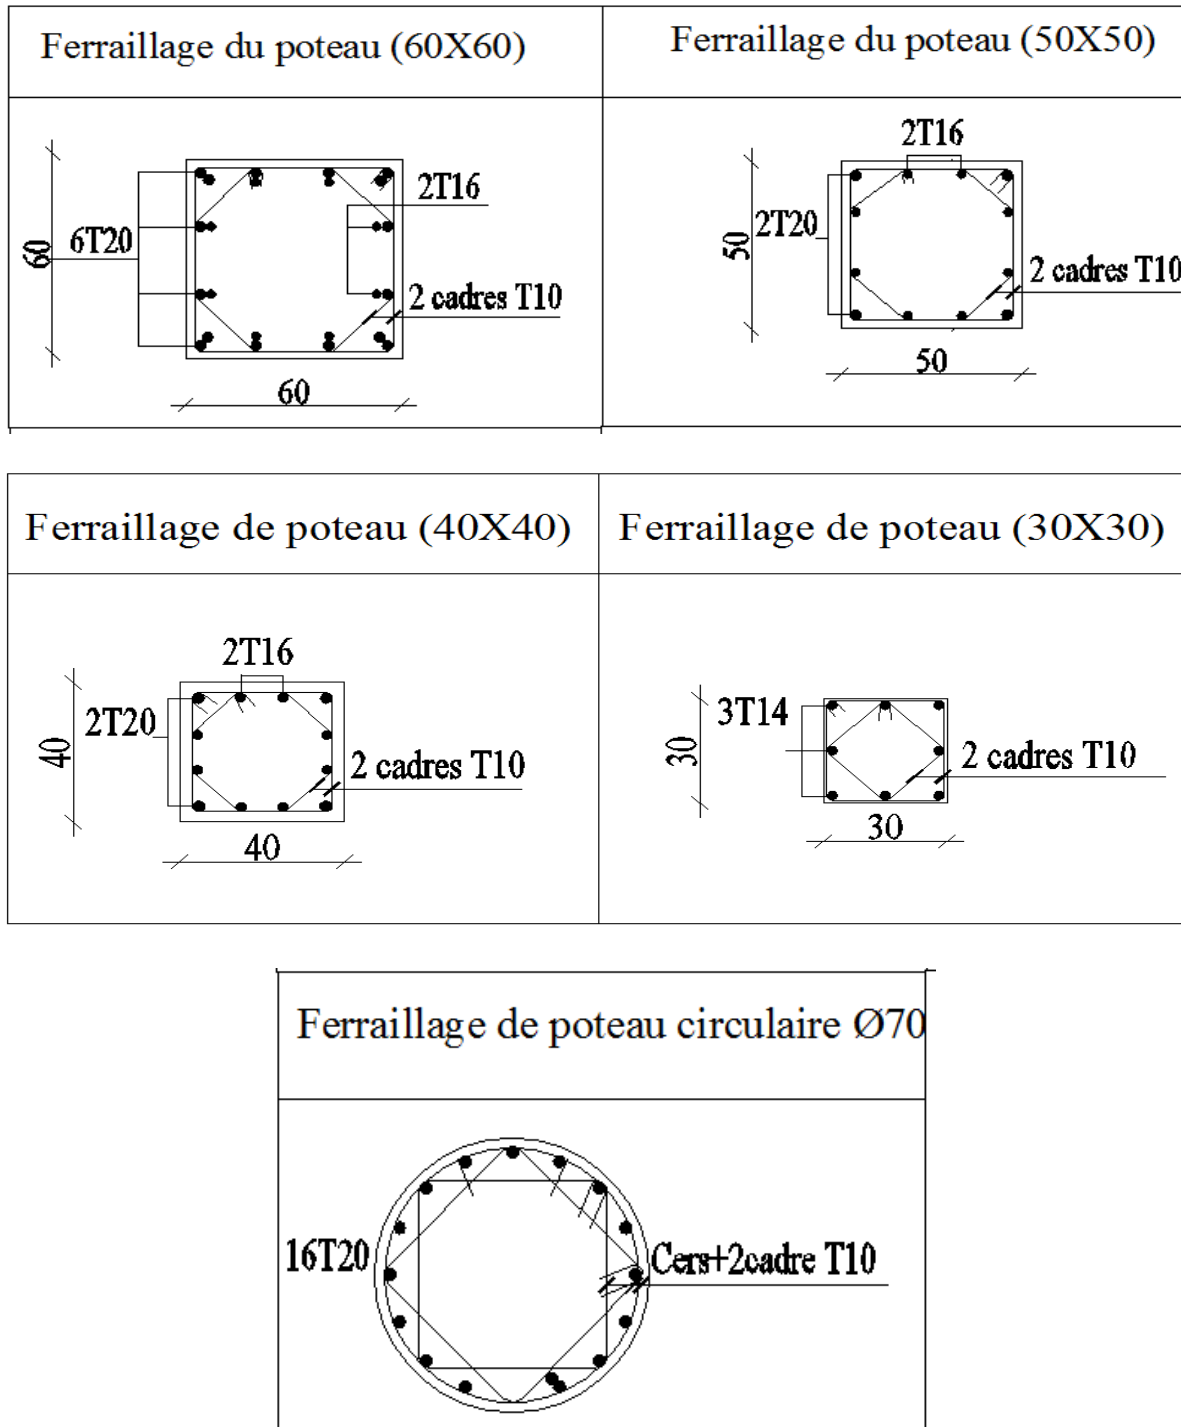 Ferraillage du poteau (60X60)
Ferraillage du poteau (50X50)
60
6T20
2T16
2 cadres T10
60
2T16
50
2T20
2 cadres T10
50
Ferraillage de poteau (40X40)
Ferraillage de poteau (30X30)
2T16
40
2T20
2 cadres T10
40
3T14
30
2 cadres T10
30
Ferraillage de poteau circulaire Ø70
16T20
Cers+2cadre T10